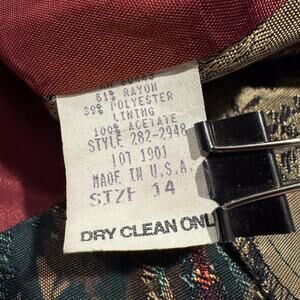 61% RAYON
39% POLYESTER
LINING
100% ACETATE
STYLE 282-2948
LOT 1901
MADE IN U.S.A.
SIZE 14
DRY CLEAN ONL